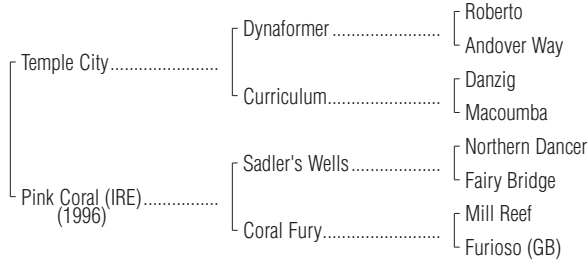 Roberto
Dynaformer
Andover Way
Temple City
Danzig
Curriculum
Macoumba
Northern Dancer
Sadler's Wells
Fairy Bridge
Pink Coral (IRE)
(1996)
Mill Reef
Coral Fury
Furioso (GB)